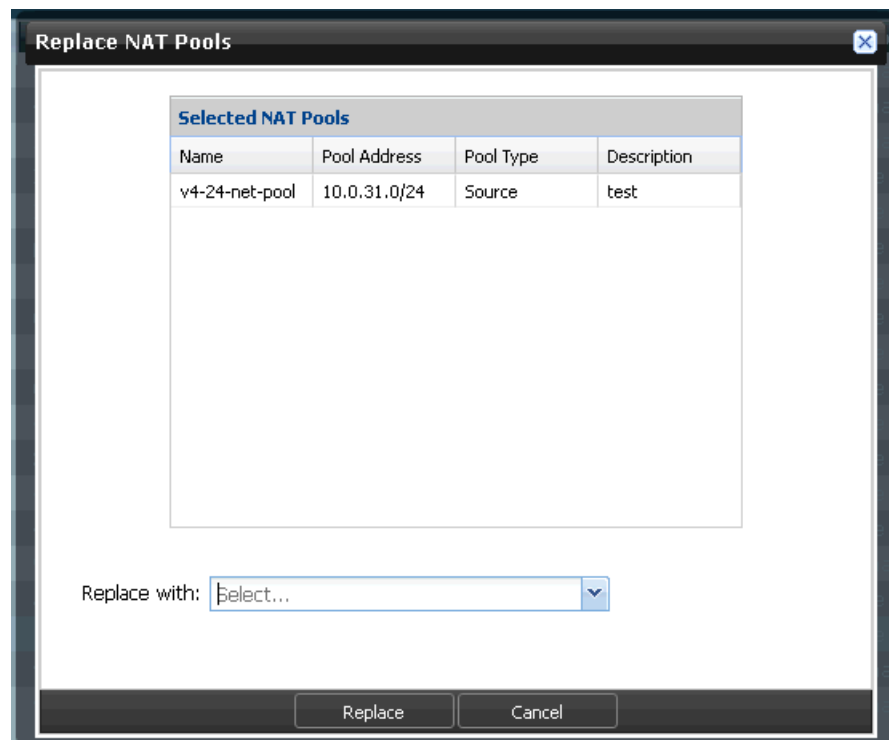 Replace NAT Pools
Selected NAT Pools
Name Pool Address Pool Type Description
v4-24-net-pool 10.0.31.0/24 Source test
Replace with: Select...
Replace Cancel